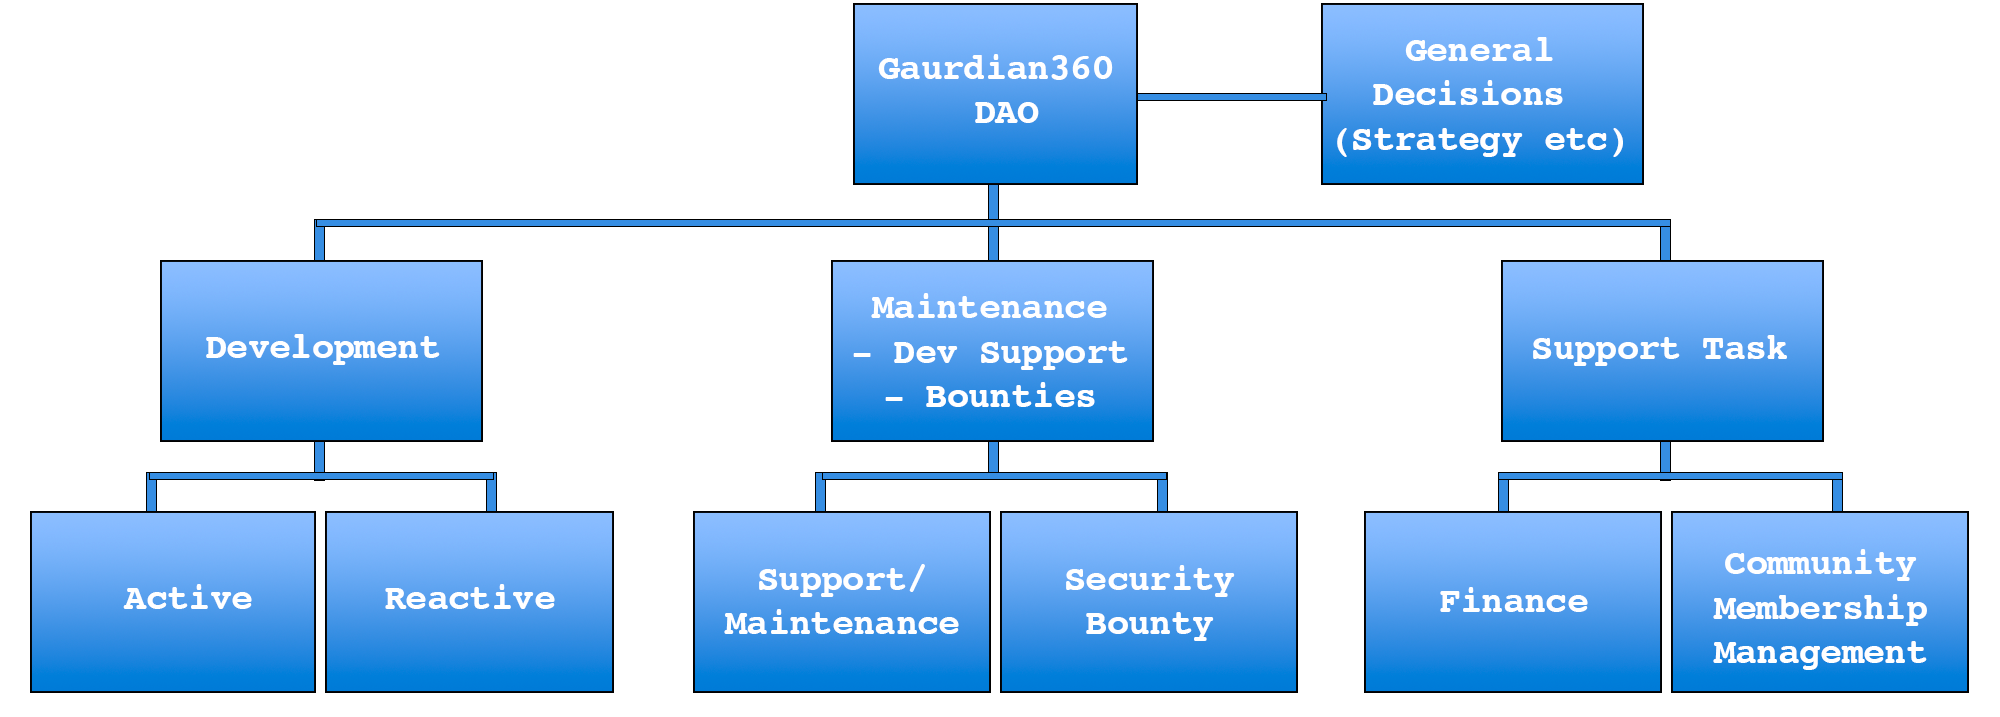 Gaurdian360
DAO
General
Decisions
(Strategy etc)
Development
Maintenance
- Dev Support
- Bounties
Support Task
Active
Reactive
Support/
Maintenance
Security
Bounty
Finance
Community
Membership
Management